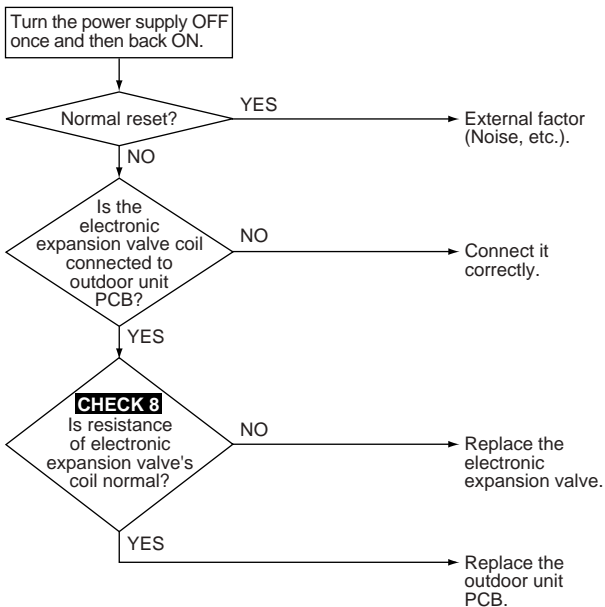 Turn the power supply OFF
once and then back ON.
Normal reset?
YES
External factor
(Noise, etc.).
NO
Is the
electronic
expansion valve coil
connected to
outdoor unit
PCB?
NO
Connect it
correctly.
YES
CHECK 8
Is resistance
of electronic
expansion valve's
coil normal?
NO
Replace the
electronic
expansion valve.
YES
Replace the
outdoor unit
PCB.